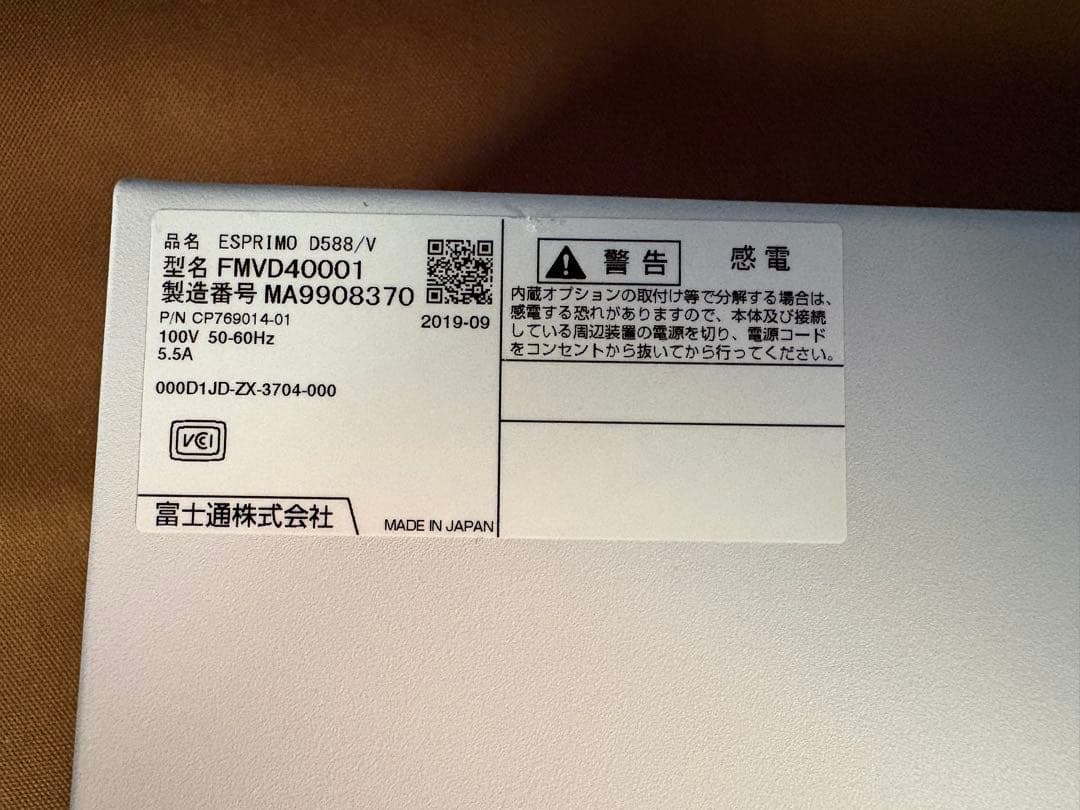 品名 ESPRIMO D588/V
型名 FMVD40001
製造番号 MA9908370
P/N CP769014-01
2019-09
100V 50-60Hz
5.5A
000D1JD-ZX-3704-000
VCI
富士通株式会社
MADE IN JAPAN
警告 感電
内蔵オプションの取付け等で分解する場合は、
感電する恐れがありますので、本体及び接続
している周辺装置の電源を切り、電源コード
をコンセントから抜いてから行ってください。